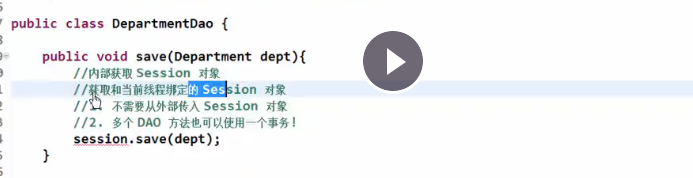 public class DepartmentDao {
public void save(Department dept){
//内部获取 Session 对象
//获取和当前线程绑定的 Session 对象
// 不需要从外部传入 Session 对象
//2. 多个 DAO 方法也可以使用一个事务!
session.save(dept);
}